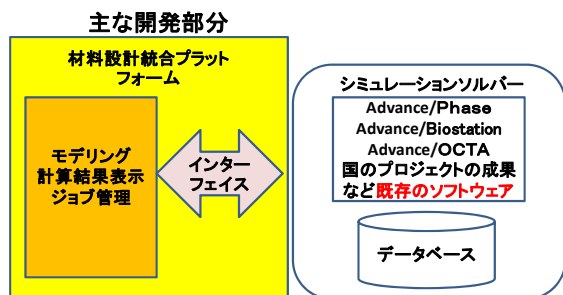 主な開発部分
材料設計統合プラット
フォーム
モデリング
計算結果表示
ジョブ管理
インター
フェイス
シミュレーションソルバー
Advance/Phase
Advance/Biostation
Advance/OCTA
国のプロジェクトの成果
など既存のソフトウェア
データベース